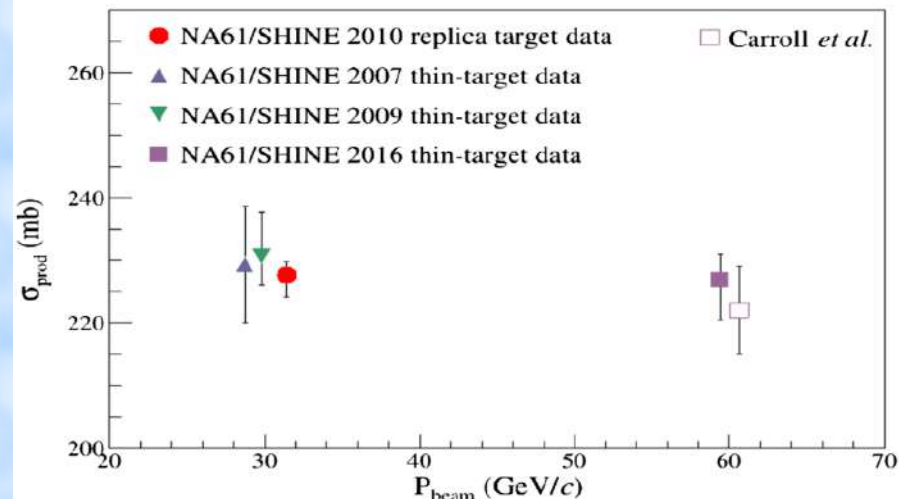 NA61/SHINE 2010 replica target data
Carroll et al.
NA61/SHINE 2007 thin-target data
NA61/SHINE 2009 thin-target data
NA61/SHINE 2016 thin-target data
260
240
220
200
σprod (mb)
20 30 40 50 60 70
Pbeam (GeV/c)